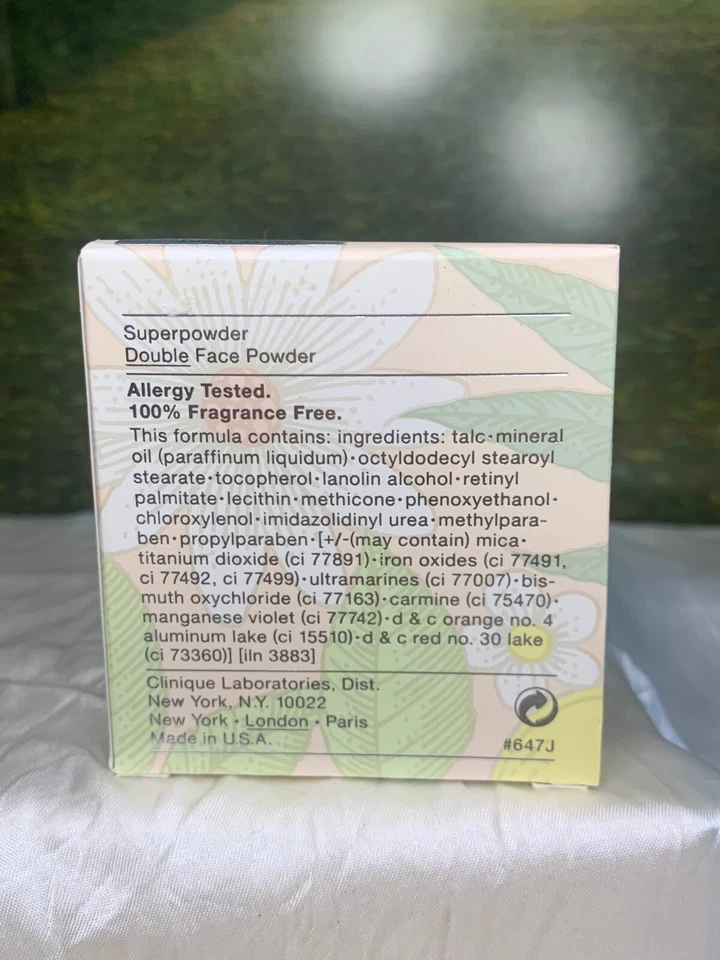 Superpowder
Double Face Powder
Allergy Tested.
100% Fragrance Free.
This formula contains: ingredients: talc·mineral
oil (paraffinum liquidum)·octyldodecyl stearoyl
stearate·tocopherol·lanolin alcohol·retinyl
palmitate·lecithin·methicone·phenoxyethanol·
chloroxylenol·imidazolidinyl urea·methylpara-
ben·propylparaben·[+/-(may contain) mica·
titanium dioxide (ci 77891)·iron oxides (ci 77491,
ci 77492, ci 77499)·ultramarines (ci 77007)·bis-
muth oxychloride (ci 77163)·carmine (ci 75470)·
manganese violet (ci 77742)·d & c orange no. 4
aluminum lake (ci 15510)·d & c red no. 30 lake
(ci 73360)] [iln 3883]
Clinique Laboratories, Dist.
New York, N.Y. 10022
New York · London · Paris
Made in U.S.A.
#647J